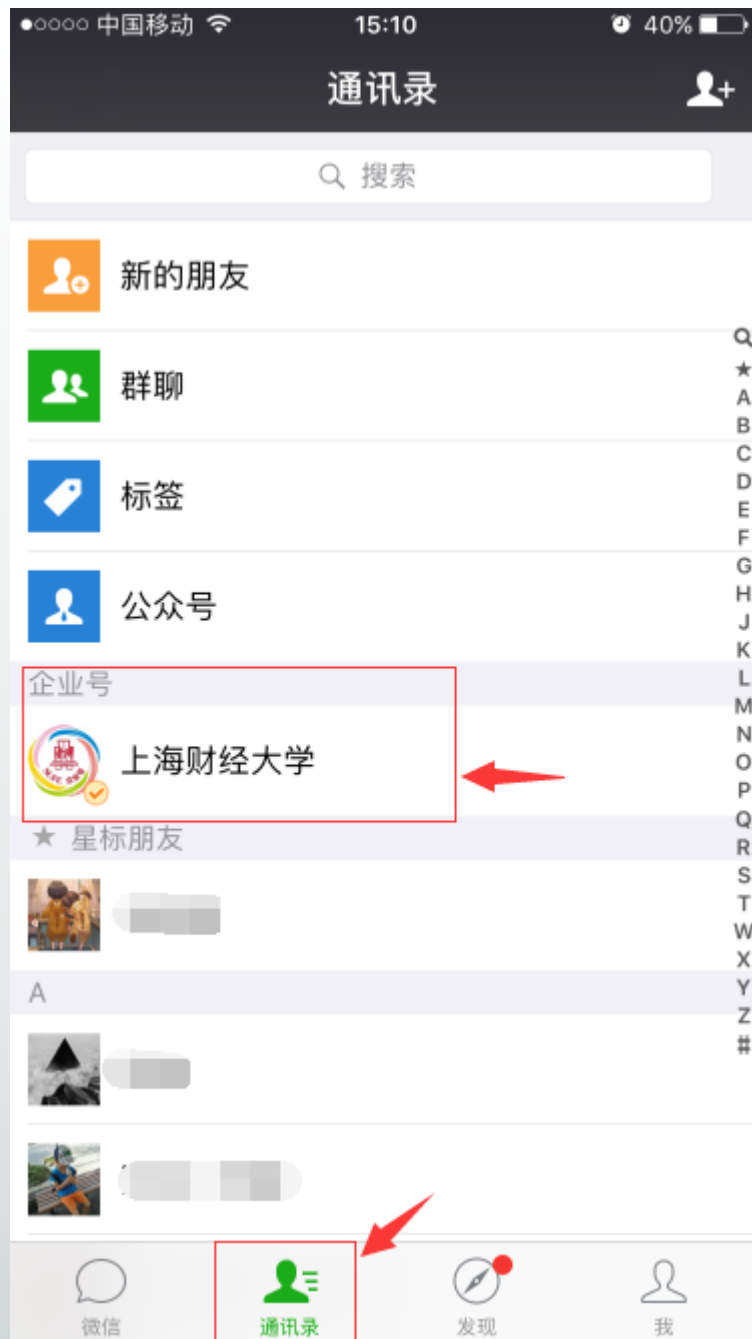 中国移动 15:10 40%
通讯录
搜索
新的朋友
群聊
标签
公众号
企业号
上海财经大学
★ 星标朋友
A
★
A
B
C
D
E
F
G
H
J
K
L
M
N
O
P
Q
R
S
T
W
X
Y
Z
#
微信 通讯录 发现 我